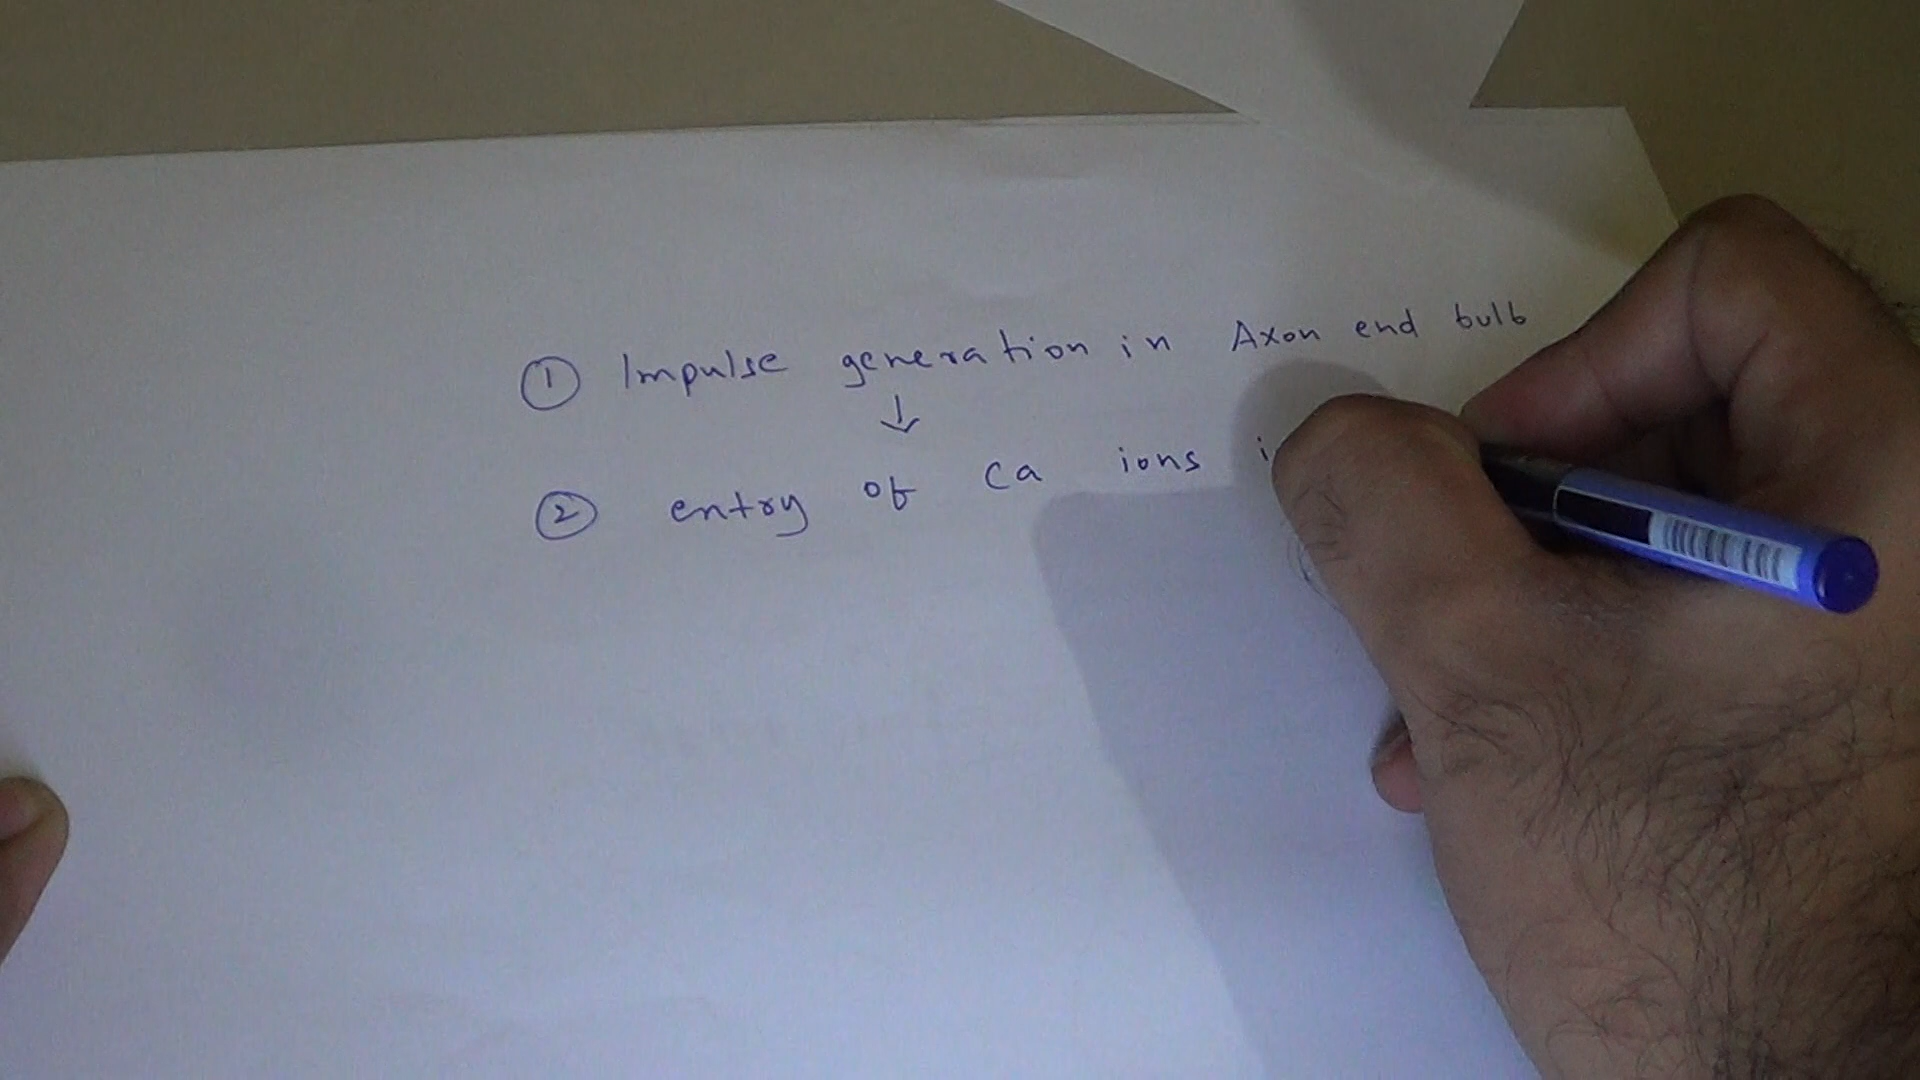 ① Impulse generation in Axon end bulb
↓
② entry of ca ions